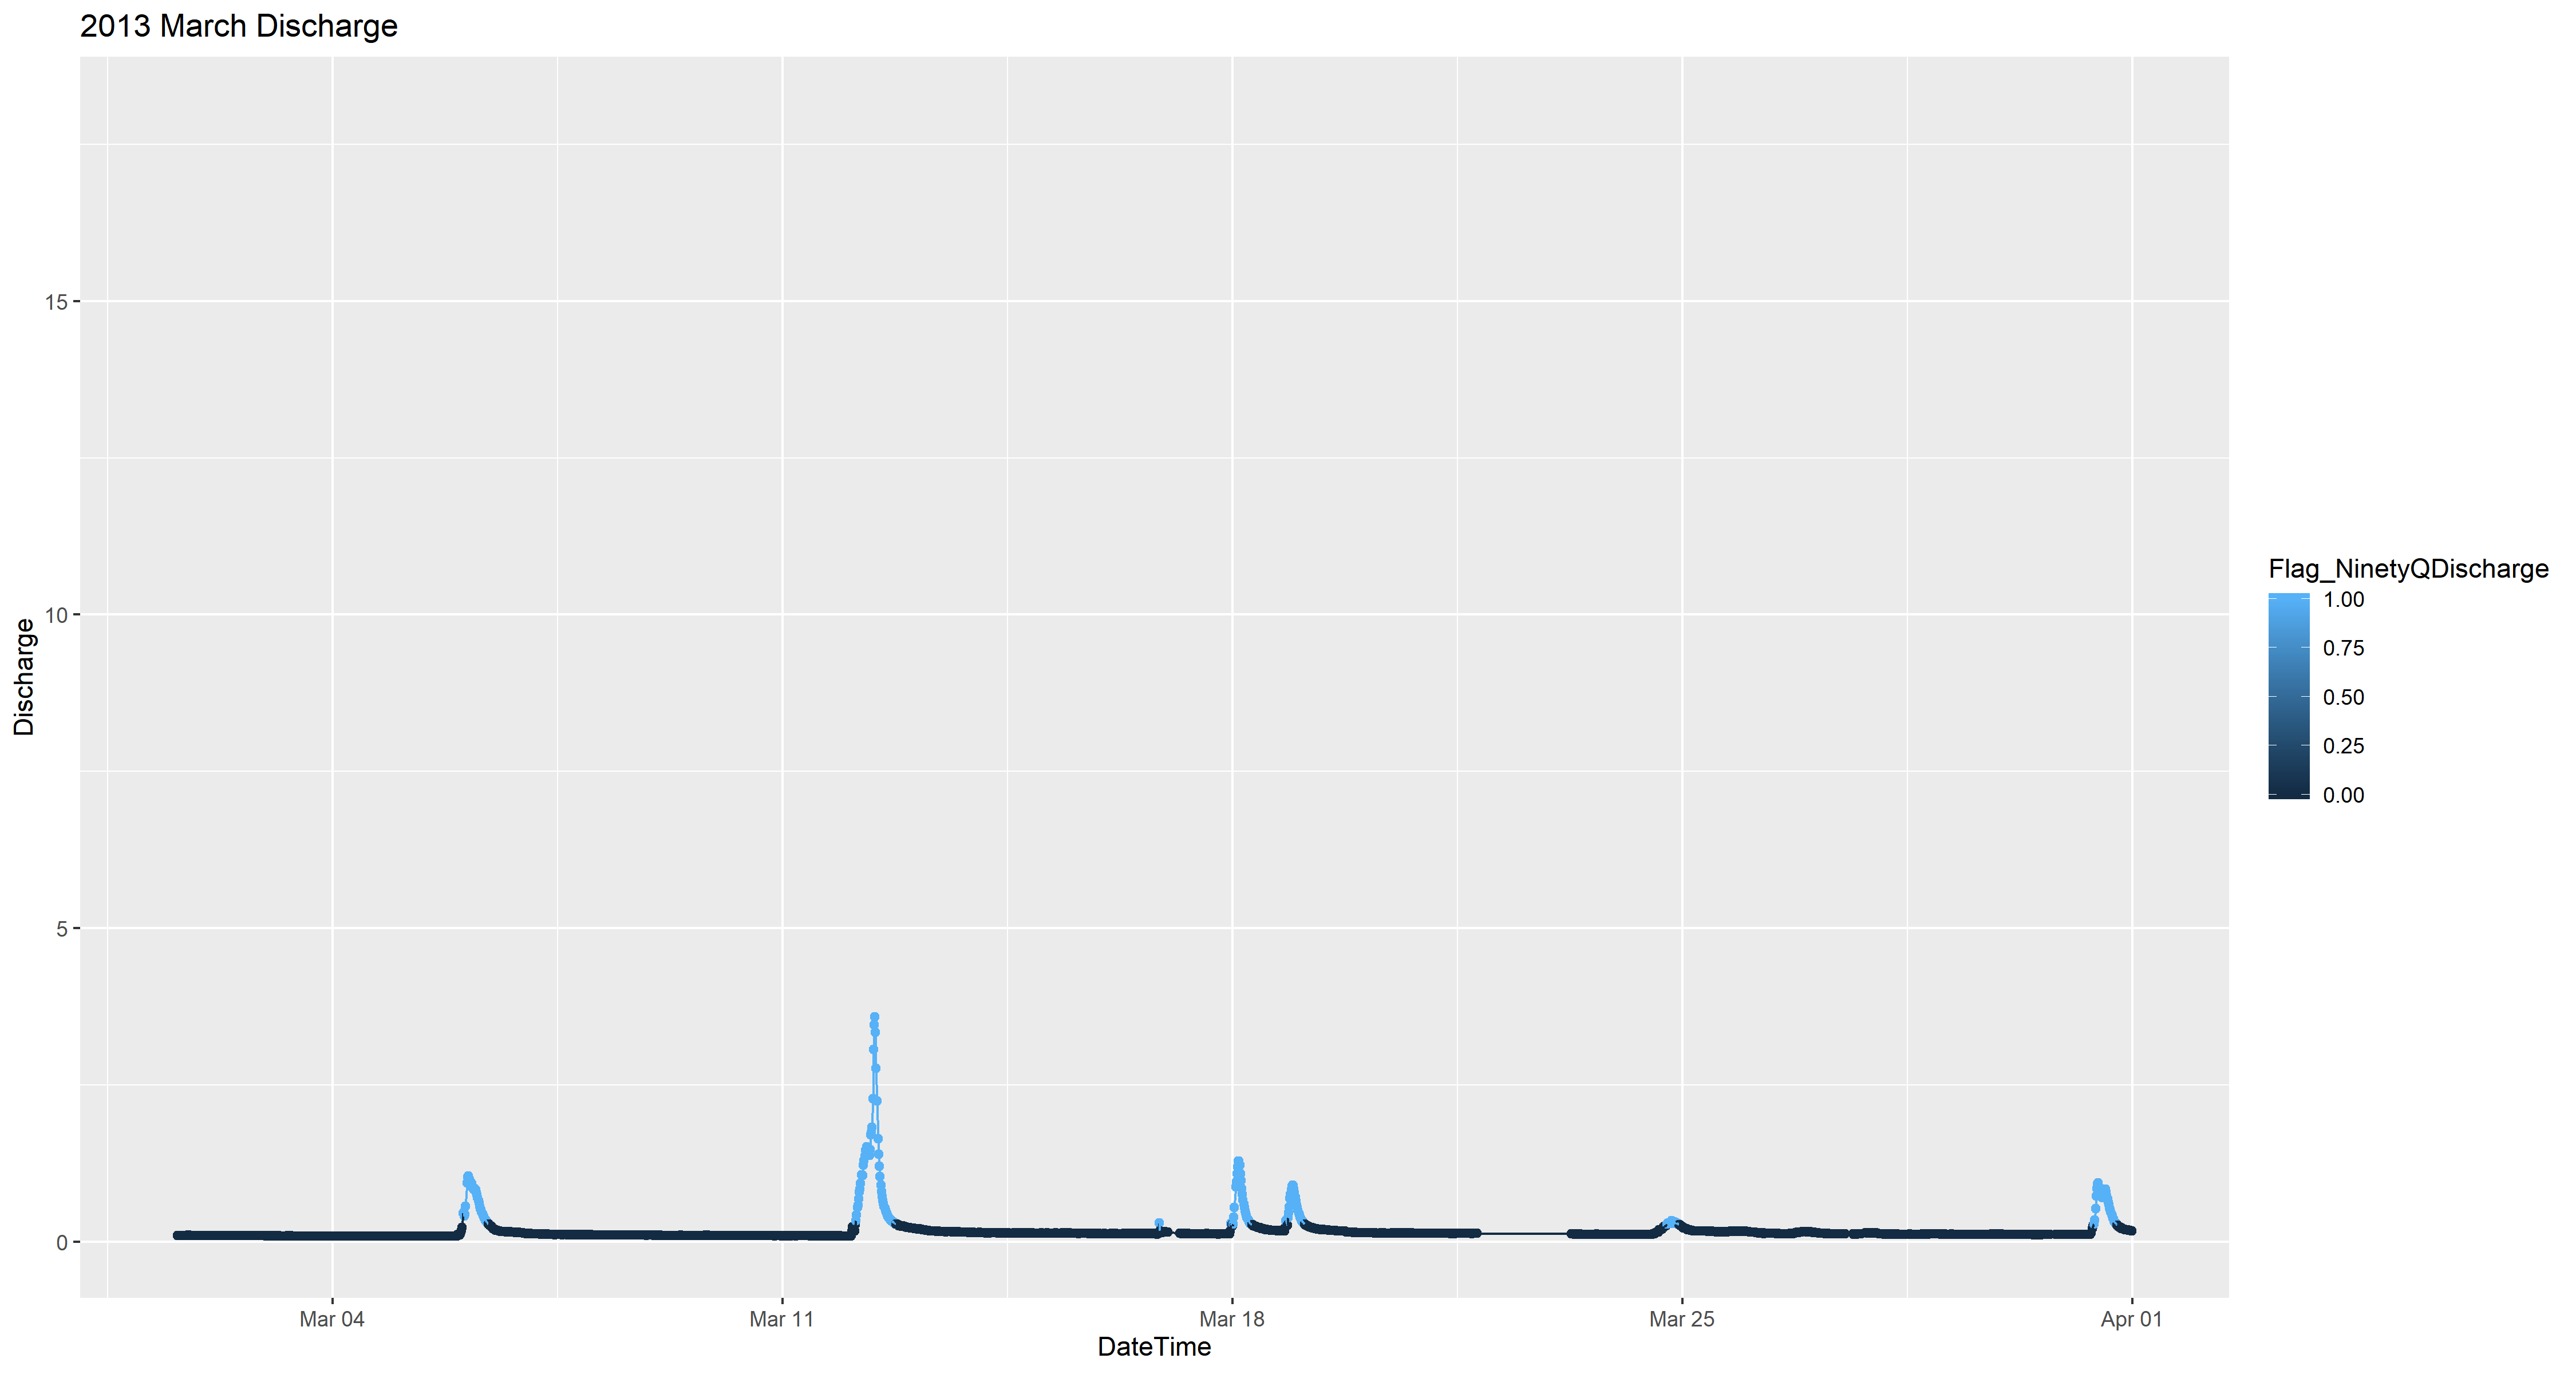 2013 March Discharge
15
10
5
0
Discharge
Mar 04
Mar 11
Mar 18
Mar 25
Apr 01
DateTime
Flag_NinetyQDischarge
1.00
0.75
0.50
0.25
0.00